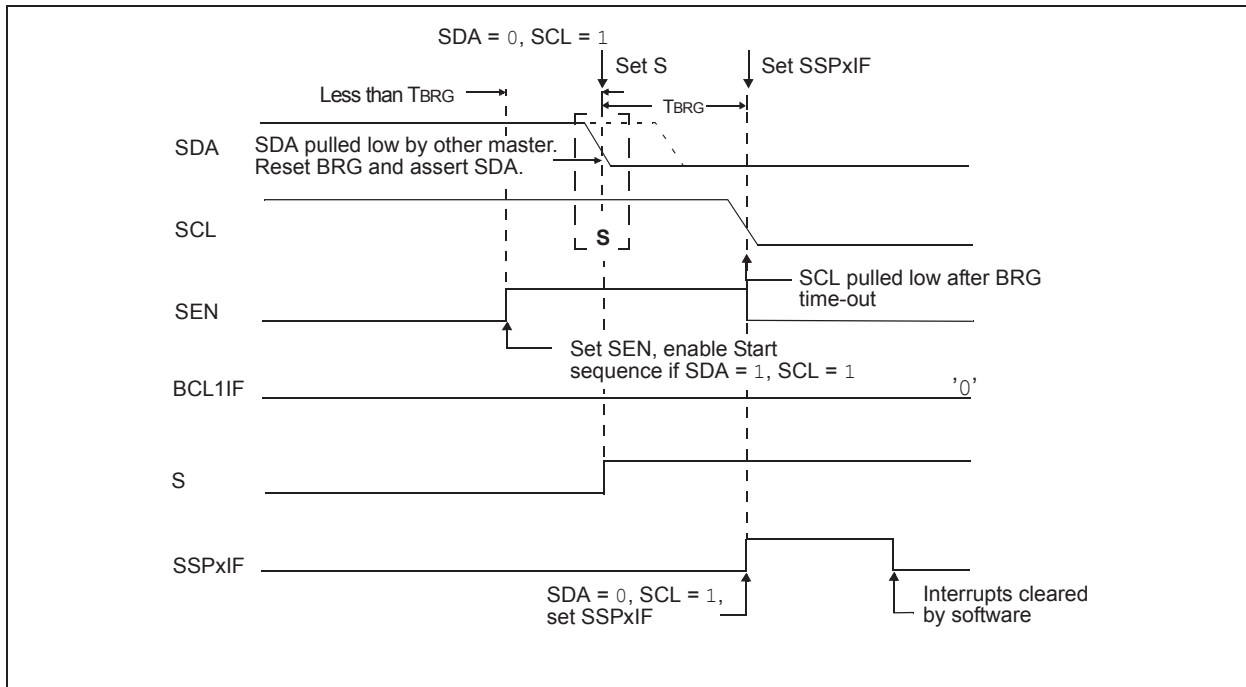 SDA = 0, SCL = 1
Set S
Set SSPxIF
Less than TBRG
TBRG
SDA
SDA pulled low by other master.
Reset BRG and assert SDA.
SCL
S
SCL pulled low after BRG
time-out
SEN
Set SEN, enable Start
sequence if SDA = 1, SCL = 1
BCL1IF
'0'
S
SSPxIF
SDA = 0, SCL = 1,
set SSPxIF
Interrupts cleared
by software